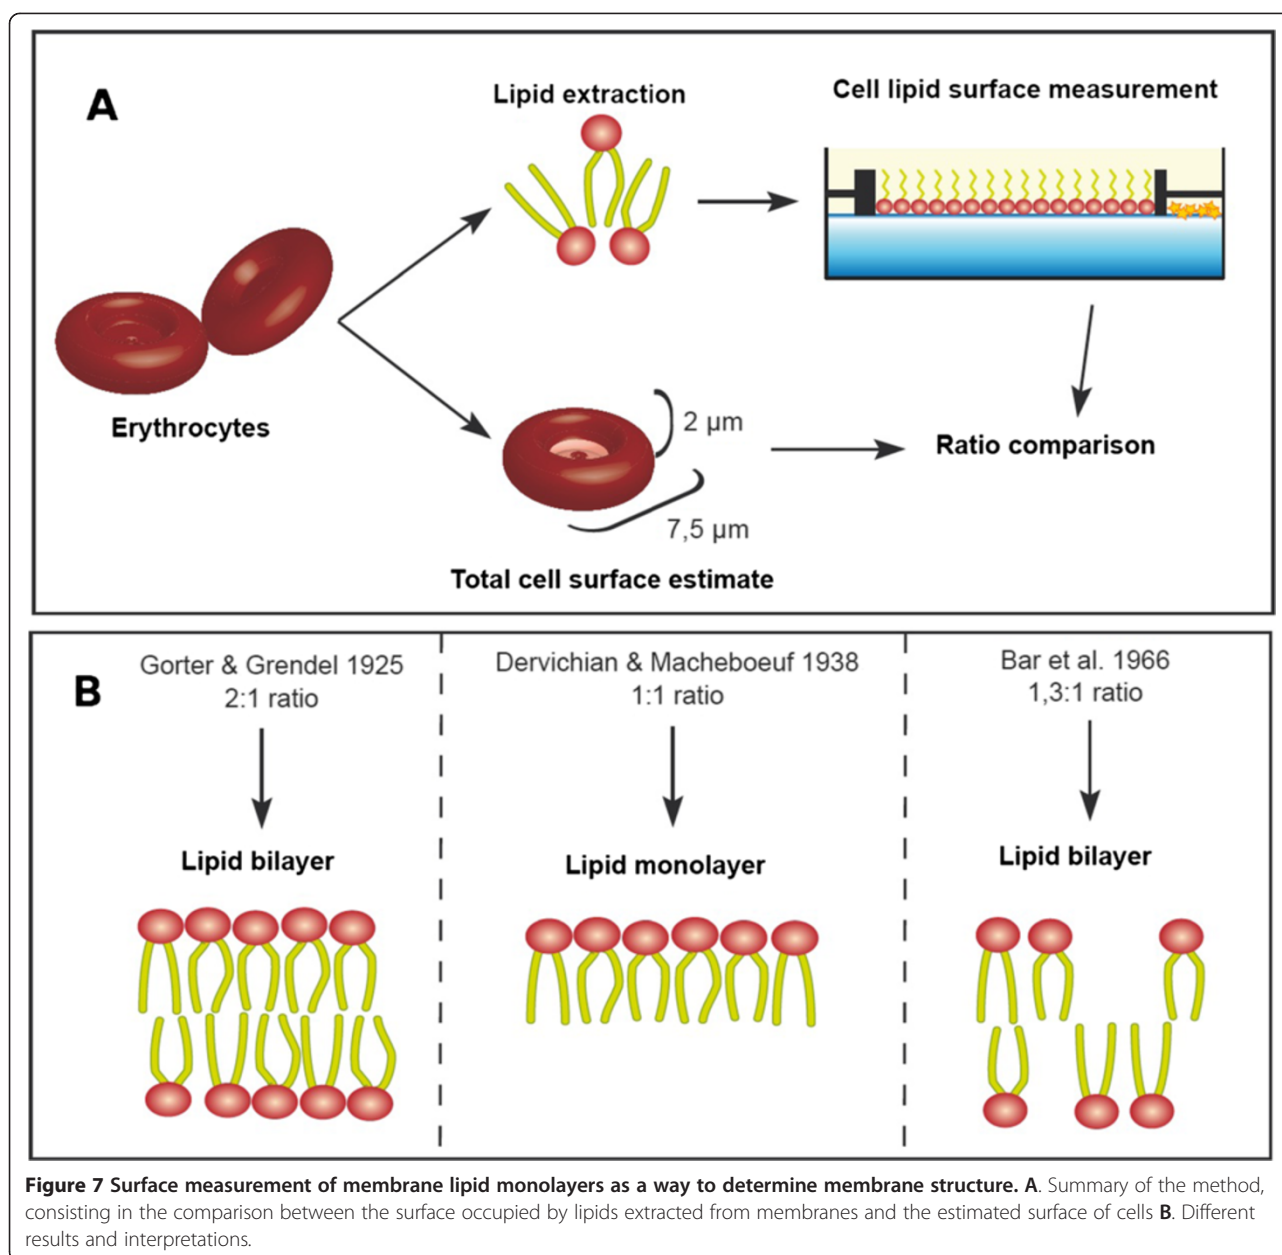 A
Lipid extraction
Cell lipid surface measurement
Erythrocytes
2 µm
Ratio comparison
7,5 µm
Total cell surface estimate
B
Gorter & Grendel 1925
2:1 ratio
Lipid bilayer
Dervichian & Macheboeuf 1938
1:1 ratio
Lipid monolayer
Bar et al. 1966
1,3:1 ratio
Lipid bilayer
Figure 7 Surface measurement of membrane lipid monolayers as a way to determine membrane structure. A. Summary of the method,
consisting in the comparison between the surface occupied by lipids extracted from membranes and the estimated surface of cells B. Different
results and interpretations.